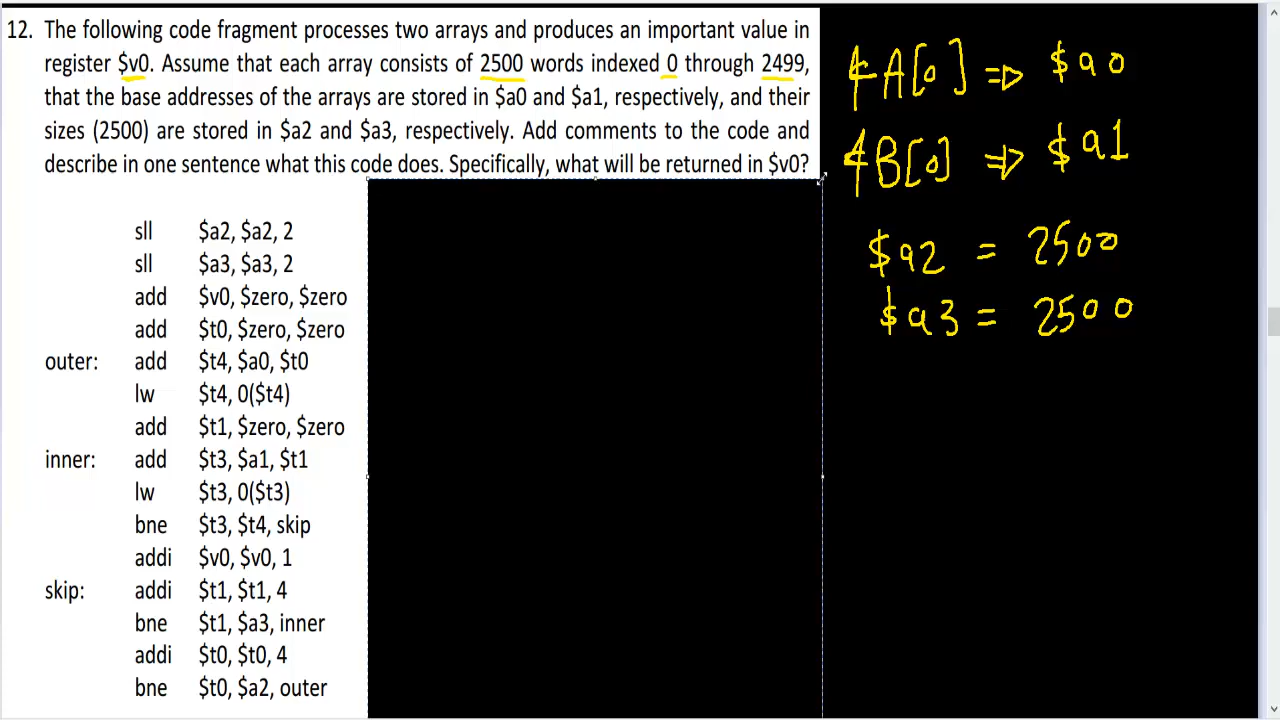 12. The following code fragment processes two arrays and produces an important value in
register $v0. Assume that each array consists of 2500 words indexed 0 through 2499,
that the base addresses of the arrays are stored in $a0 and $a1, respectively, and their
sizes (2500) are stored in $a2 and $a3, respectively. Add comments to the code and
describe in one sentence what this code does. Specifically, what will be returned in $v0?
sll $a2, $a2, 2
sll $a3, $a3, 2
add $v0, $zero, $zero
add $t0, $zero, $zero
outer: add $t4, $a0, $t0
lw $t4, 0($t4)
add $t1, $zero, $zero
inner: add $t3, $a1, $t1
lw $t3, 0($t3)
bne $t3, $t4, skip
addi $v0, $v0, 1
skip: addi $t1, $t1, 4
bne $t1, $a3, inner
addi $t0, $t0, 4
bne $t0, $a2, outer
&A[0] => $a0
&B[0] => $a1
$a2 = 2500
$a3 = 2500